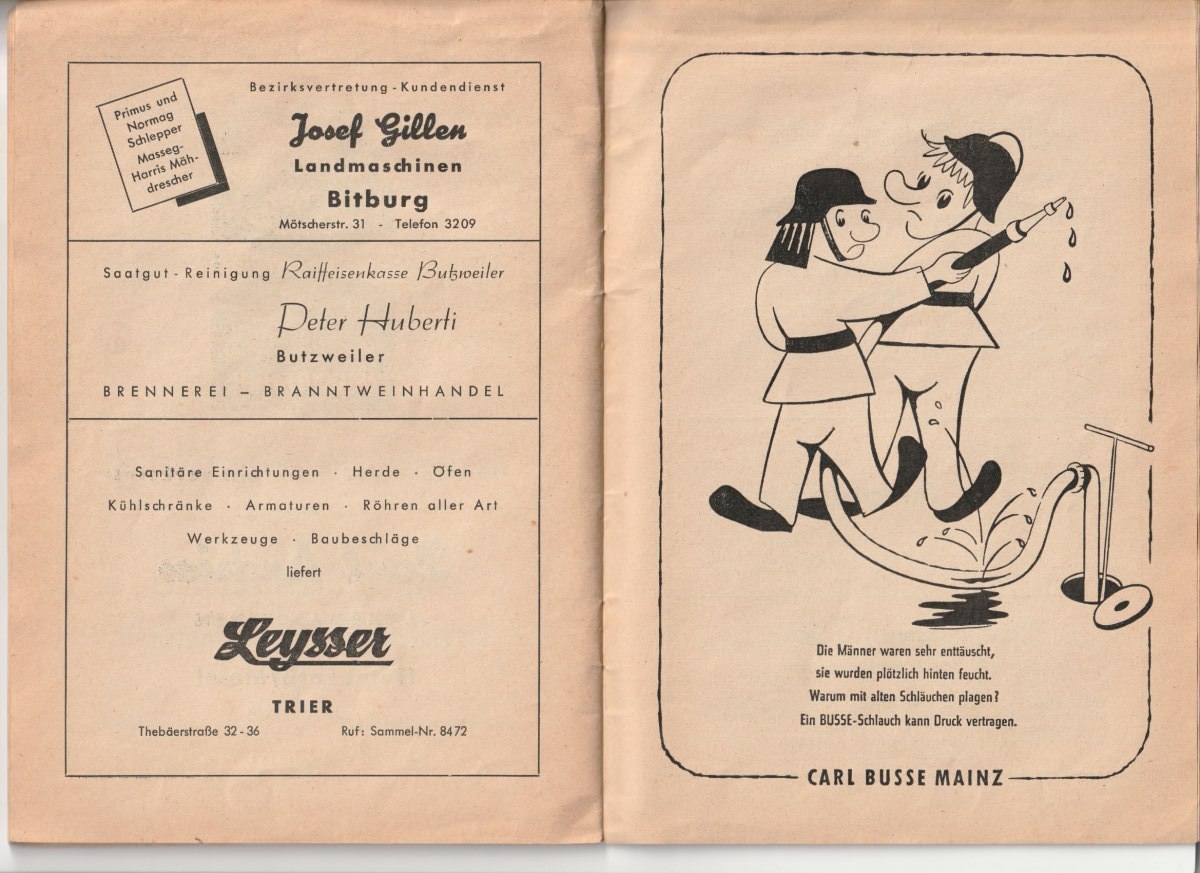 Primus und
Normag
Schlepper
Masseg-
Harris Mäh-
drescher
Bezirksvertretung - Kundendienst
Josef Gillen
Landmaschinen
Bitburg
Mötscherstr. 31 - Telefon 3209
Saatgut - Reinigung Raiffeisenkasse Butzweiler
Peter Huberti
Butzweiler
BRENNEREI – BRANNTWEINHANDEL
Sanitäre Einrichtungen · Herde · Öfen
Kühlschränke · Armaturen · Röhren aller Art
Werkzeuge · Baubeschläge
liefert
Leysser
TRIER
Thebäerstraße 32 - 36 Ruf: Sammel-Nr. 8472
Die Männer waren sehr enttäuscht,
sie wurden plötzlich hinten feucht.
Warum mit alten Schläuchen plagen?
Ein BUSSE-Schlauch kann Druck vertragen.
CARL BUSSE MAINZ